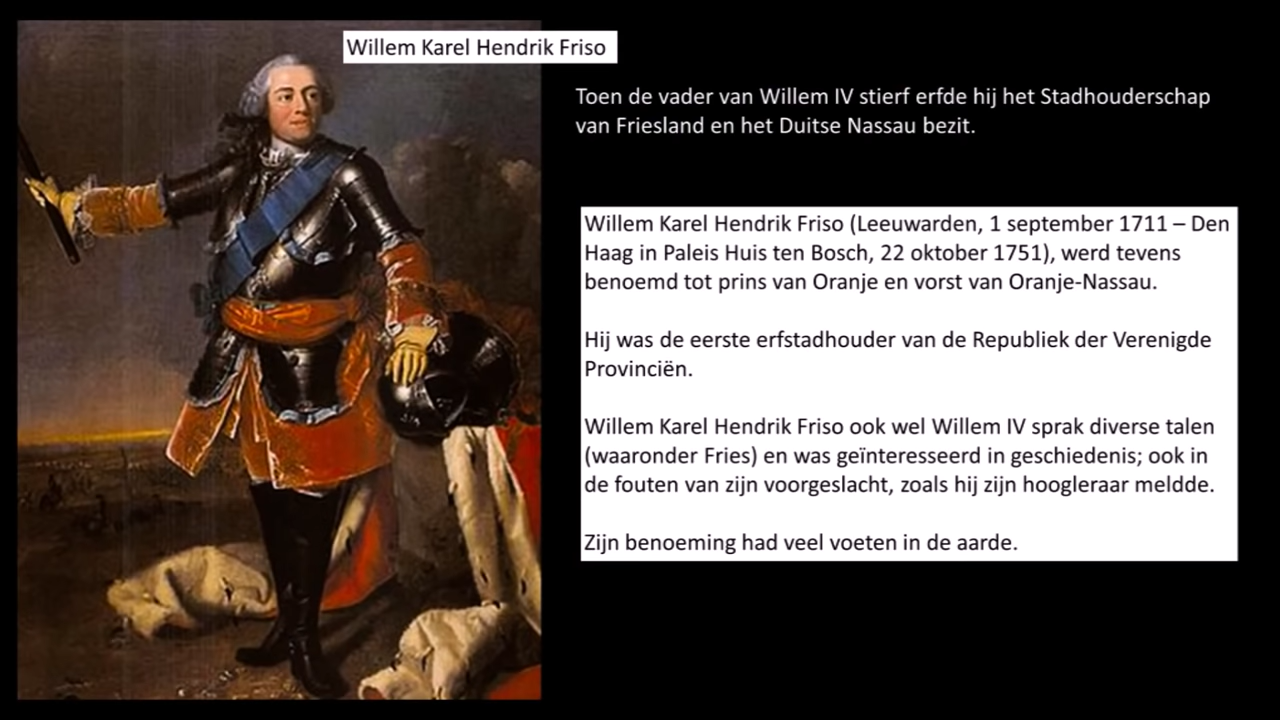 Willem Karel Hendrik Friso
Toen de vader van Willem IV stierf erfde hij het Stadhouderschap
van Friesland en het Duitse Nassau bezit.
Willem Karel Hendrik Friso (Leeuwarden, 1 september 1711 – Den
Haag in Paleis Huis ten Bosch, 22 oktober 1751), werd tevens
benoemd tot prins van Oranje en vorst van Oranje-Nassau.
Hij was de eerste erfstadhouder van de Republiek der Verenigde
Provinciën.
Willem Karel Hendrik Friso ook wel Willem IV sprak diverse talen
(waaronder Fries) en was geïnteresseerd in geschiedenis; ook in
de fouten van zijn voorgeslacht, zoals hij zijn hoogleraar meldde.
Zijn benoeming had veel voeten in de aarde.